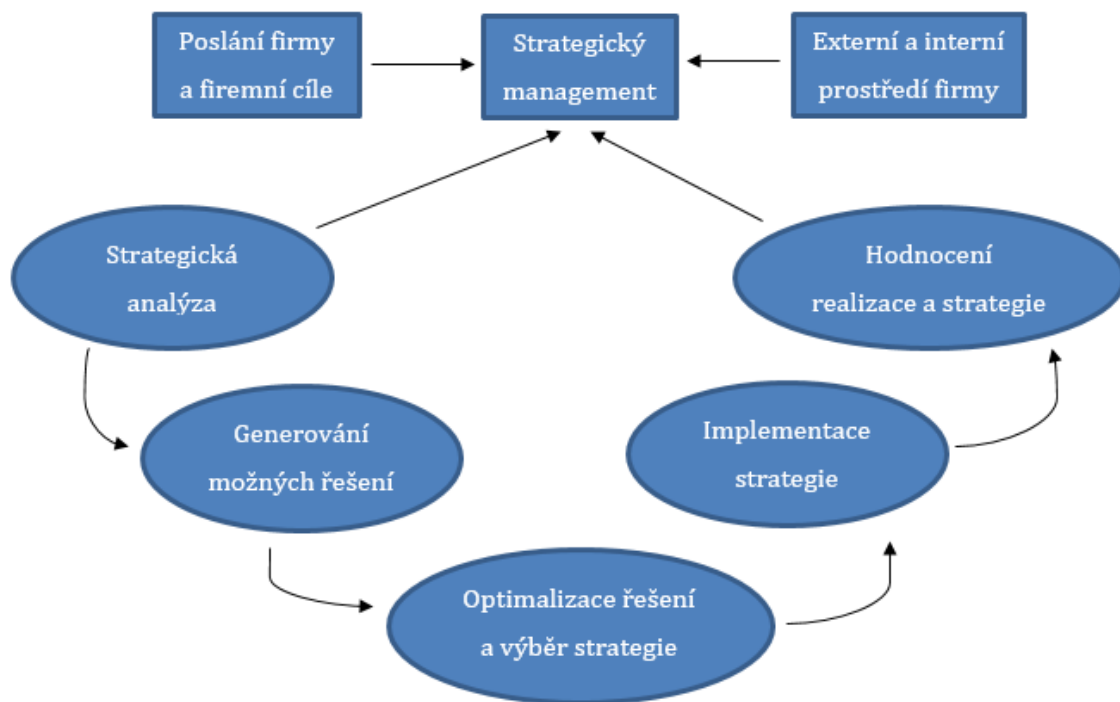 Poslání firmy
a firemní cíle
Strategický
management
Externí a interní
prostředí firmy
Strategická
analýza
Hodnocení
realizace a strategie
Generování
možných řešení
Implementace
strategie
Optimalizace řešení
a výběr strategie